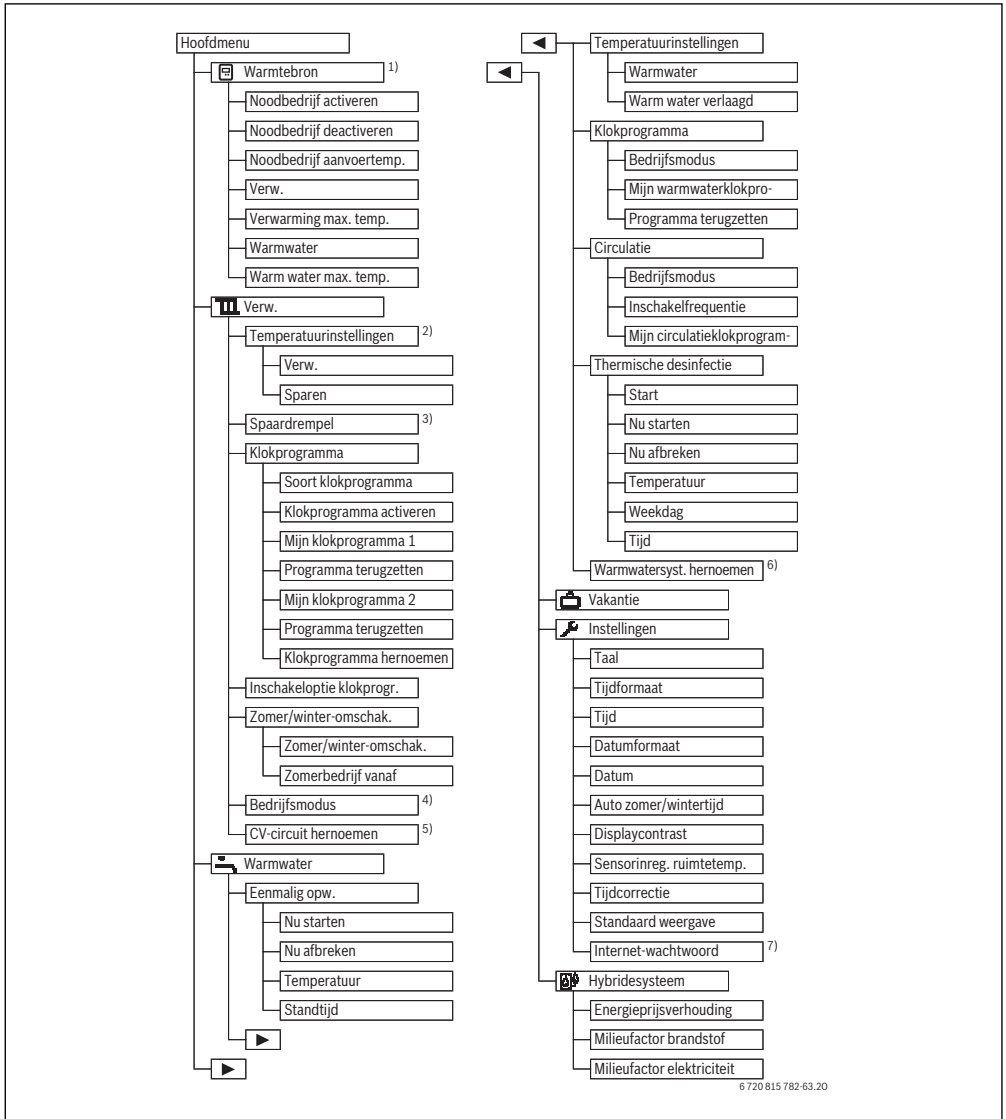 Hoofdmenu
Warmtebron 1)
Noodbedrijf activeren
Noodbedrijf deactiveren
Noodbedrijf aanvoertemp.
Verw.
Verwarming max. temp.
Warmwater
Warm water max. temp.
Verw.
Temperatuurinstellingen 2)
Verw.
Sparen
Spaardrempel 3)
Klokprogramma
Soort klokprogramma
Klokprogramma activeren
Mijn klokprogramma 1
Programma terugzetten
Mijn klokprogramma 2
Programma terugzetten
Klokprogramma hernoemen
Inschakeloptie klokprogr.
Zomer/winter-omschak.
Zomer/winter-omschak.
Zomerbedrijf vanaf
Bedrijfsmodus 4)
CV-circuit hernoemen 5)
Warmwater
Eenmalig opw.
Nu starten
Nu afbreken
Temperatuur
Standtijd
Temperatuurinstellingen
Warmwater
Warm water verlaagd
Klokprogramma
Bedrijfsmodus
Mijn warmwaterklokpro-
Programma terugzetten
Circulatie
Bedrijfsmodus
Inschakelfrequentie
Mijn circulatieklokprogram-
Thermische desinfectie
Start
Nu starten
Nu afbreken
Temperatuur
Weekdag
Tijd
Warmwatersyst. hernoemen 6)
Vakantie
Instellingen
Taal
Tijdformaat
Tijd
Datumformaat
Datum
Auto zomer/wintertijd
Displaycontrast
Sensorinreg. ruimtetemp.
Tijdcorrectie
Standaard weergave
Internet-wachtwoord 7)
Hybridesysteem
Energieprijsverhouding
Milieufactor brandstof
Milieufactor elektriciteit
6 720 815 782-63.2O